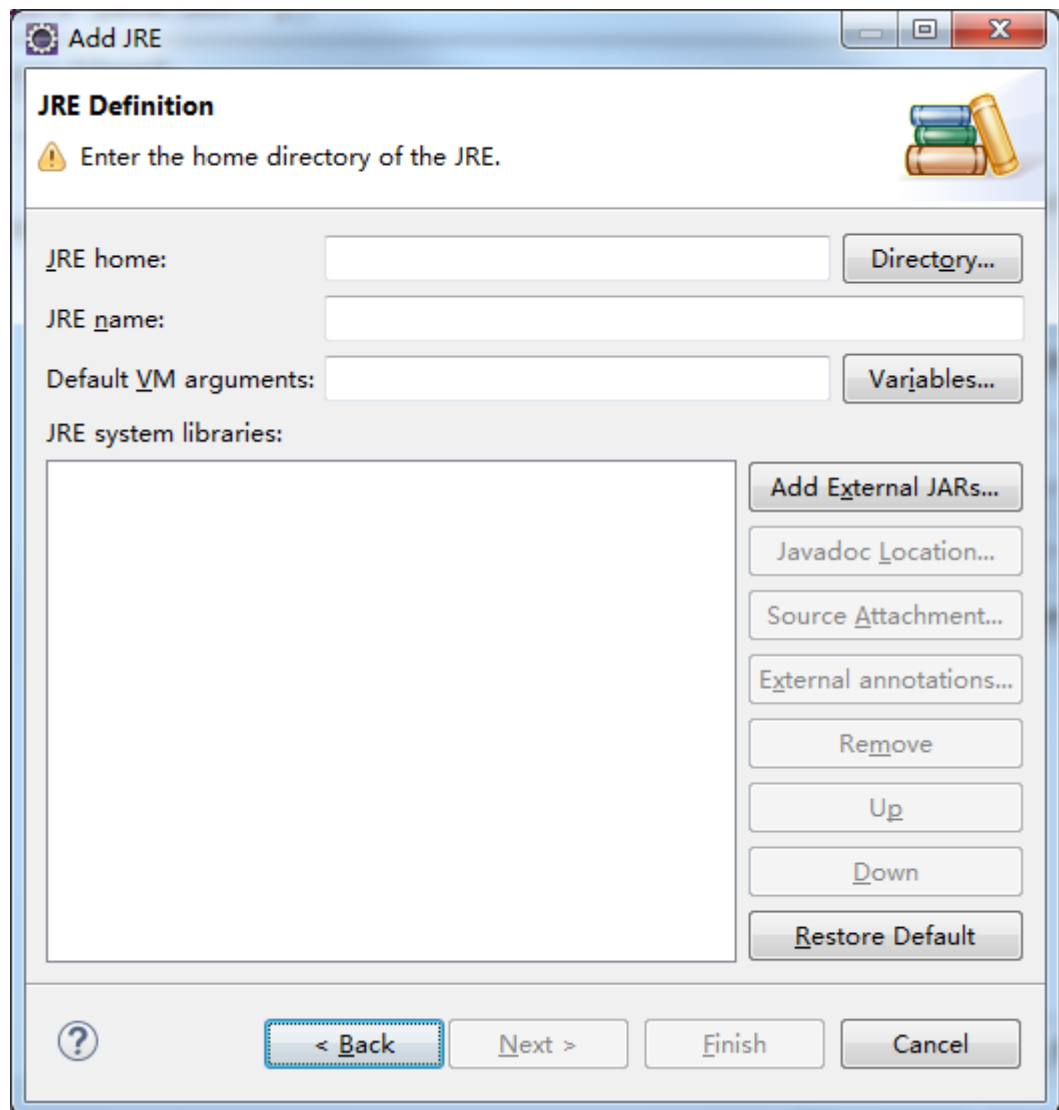 Add JRE
JRE Definition
Enter the home directory of the JRE.
JRE home:
Directory...
JRE name:
Default VM arguments:
Variables...
JRE system libraries:
Add External JARs...
Javadoc Location...
Source Attachment...
External annotations...
Remove
Up
Down
Restore Default
?
< Back
Next >
Finish
Cancel